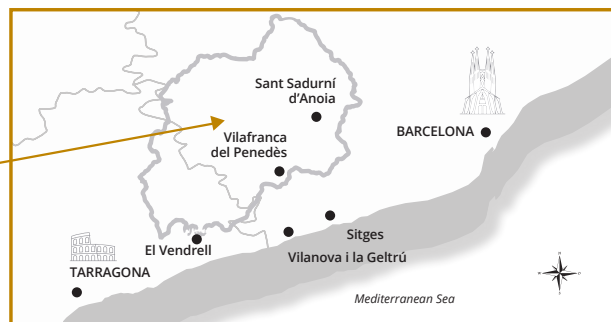 Sant Sadurní
d'Anoia
BARCELONA
Vilafranca
del Penedès
Sitges
El Vendrell
Vilanova i la Geltrú
TARRAGONA
Mediterranean Sea